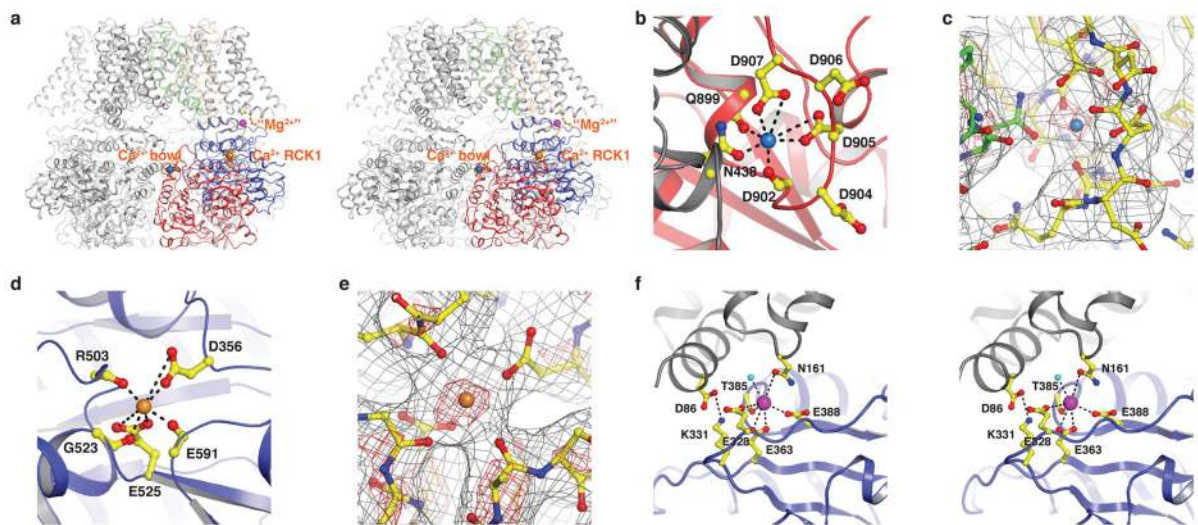 a
"Mg²⁺"
Ca²⁺ bowl
Ca²⁺ RCK1
"Mg²⁺"
Ca²⁺ bowl
Ca²⁺ RCK1
b
D907
D906
Q899
D905
N438
D902
D904
c
d
R503
D356
G523
E591
E525
e
f
N161
T385
D86
E388
K331
E328
E363
N161
T385
D86
E388
K331
E328
E363